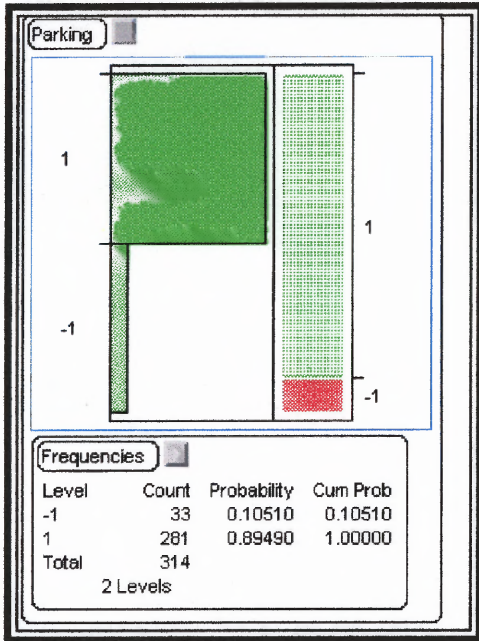 Parking
1
1
-1
-1
Frequencies
Level Count Probability Cum Prob
-1 33 0.10510 0.10510
1 281 0.89490 1.00000
Total 314
2 Levels